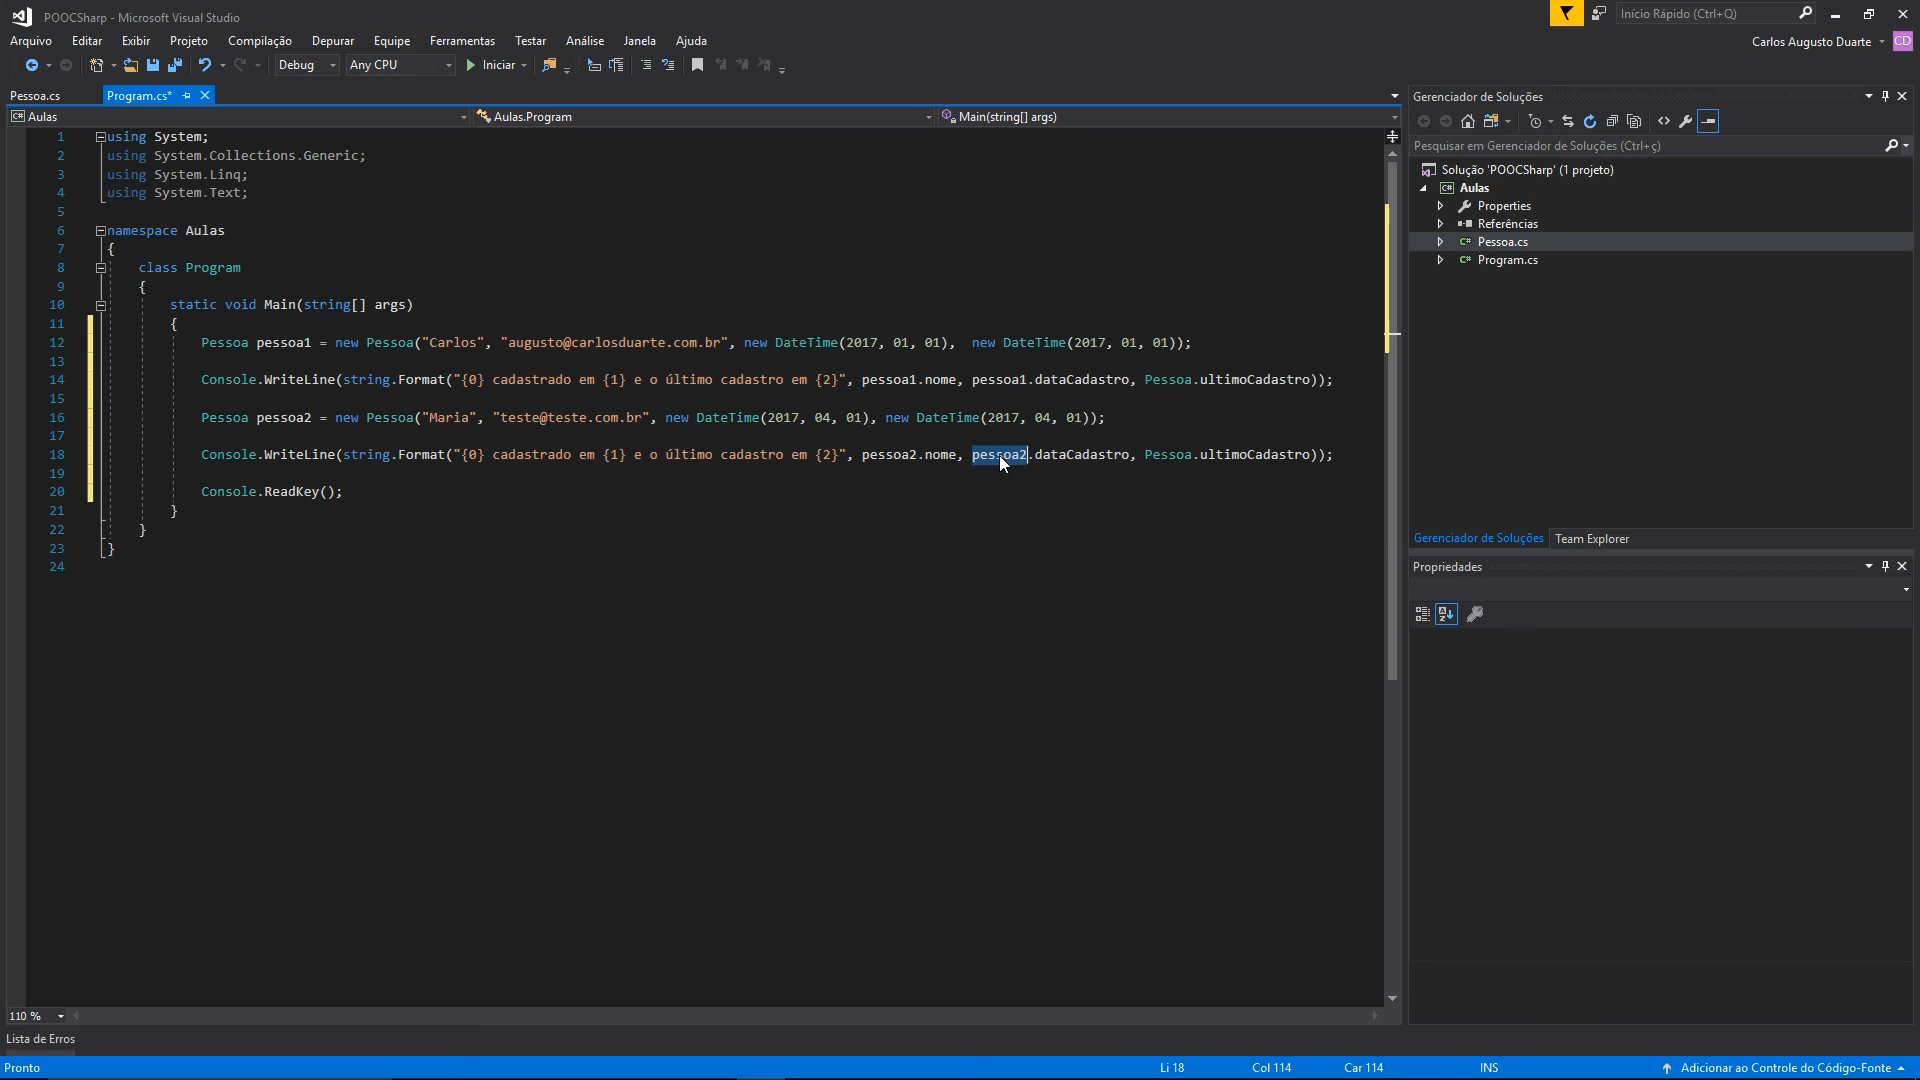 POOCSharp - Microsoft Visual Studio
Início Rápido (Ctrl+Q)
Arquivo Editar Exibir Projeto Compilação Depurar Equipe Ferramentas Testar Análise Janela Ajuda
Carlos Augusto Duarte CD
Debug Any CPU Iniciar
Pessoa.cs Program.cs*
Aulas Aulas.Program Main(string[] args)
1 using System;
2 using System.Collections.Generic;
3 using System.Linq;
4 using System.Text;
5
6 namespace Aulas
7 {
8 class Program
9 {
10 static void Main(string[] args)
11 {
12 Pessoa pessoa1 = new Pessoa("Carlos", "augusto@carlosduarte.com.br", new DateTime(2017, 01, 01),  new DateTime(2017, 01, 01));
13
14 Console.WriteLine(string.Format("{0} cadastrado em {1} e o último cadastro em {2}", pessoa1.nome, pessoa1.dataCadastro, Pessoa.ultimoCadastro));
15
16 Pessoa pessoa2 = new Pessoa("Maria", "teste@teste.com.br", new DateTime(2017, 04, 01), new DateTime(2017, 04, 01));
17
18 Console.WriteLine(string.Format("{0} cadastrado em {1} e o último cadastro em {2}", pessoa2.nome, pessoa2.dataCadastro, Pessoa.ultimoCadastro));
19
20 Console.ReadKey();
21 }
22 }
23 }
24
110 %
Lista de Erros
Gerenciador de Soluções
Pesquisar em Gerenciador de Soluções (Ctrl+ç)
Solução 'POOCSharp' (1 projeto)
C# Aulas
Properties
Referências
C# Pessoa.cs
C# Program.cs
Gerenciador de Soluções Team Explorer
Propriedades
Pronto Li 18 Col 114 Car 114 INS Adicionar ao Controle do Código-Fonte